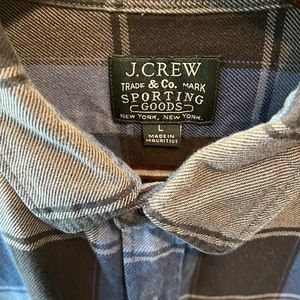 J.CREW
TRADE & Co. MARK
SPORTING
GOODS
NEW YORK, NEW YORK.
L
MADE IN
MAURITIUS